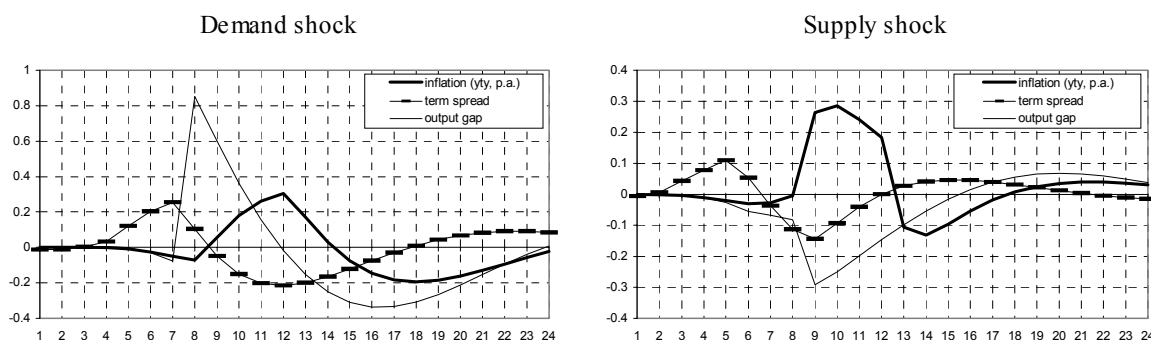 Demand shock
1
0.8
0.6
0.4
0.2
0
-0.2
-0.4
inflation (yty, p.a.)
term spread
output gap
1 2 3 4 5 6 7 8 9 10 11 12 13 14 15 16 17 18 19 20 21 22 23 24
Supply shock
0.4
0.3
0.2
0.1
0
-0.1
-0.2
-0.3
-0.4
inflation (yty, p.a.)
term spread
output gap
1 2 3 4 5 6 7 8 9 10 11 12 13 14 15 16 17 18 19 20 21 22 23 24